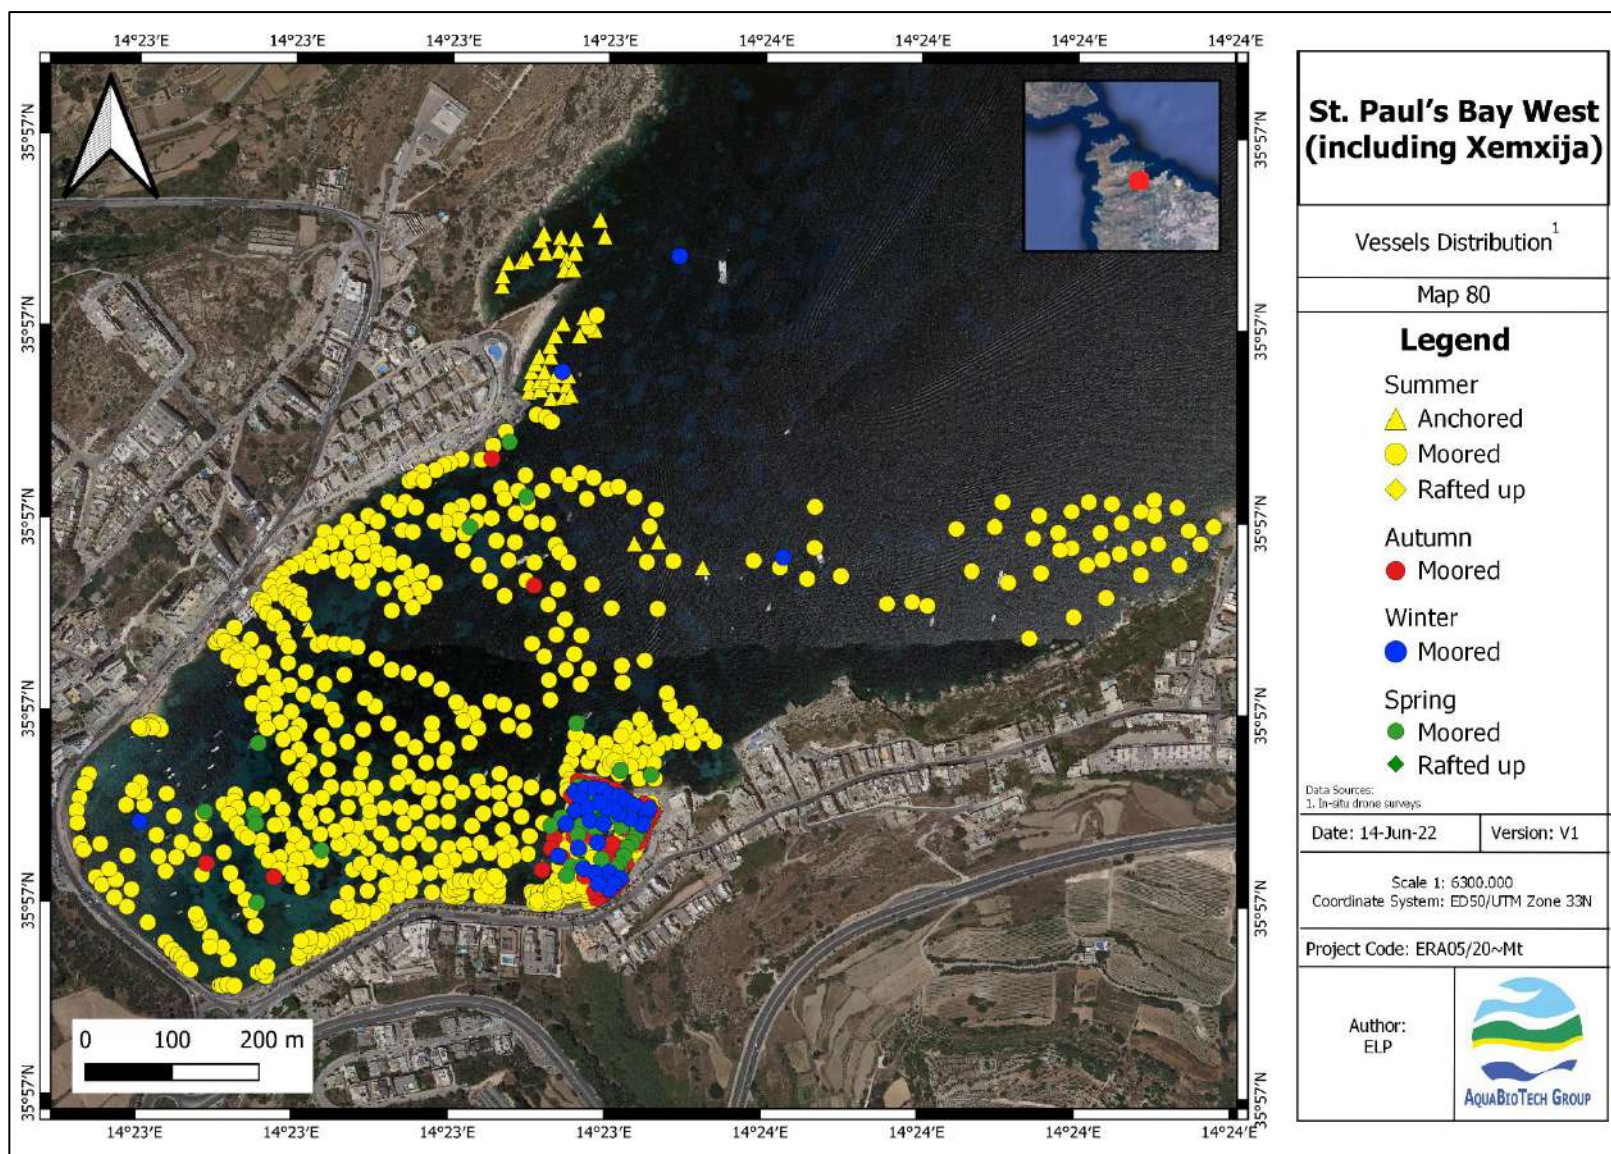 14°23′E 14°23′E 14°23′E 14°23′E 14°24′E 14°24′E 14°24′E 14°24′E
35°57′N 35°57′N
35°57′N 35°57′N
35°57′N 35°57′N
35°57′N 35°57′N
35°57′N 35°57′N
35°57′N 35°57′N
0 100 200 m
14°23′E 14°23′E 14°23′E 14°23′E 14°24′E 14°24′E 14°24′E 14°24′E
St. Paul's Bay West
(including Xemxija)
Vessels Distribution1
Map 80
Legend
Summer
Anchored
Moored
Rafted up
Autumn
Moored
Winter
Moored
Spring
Moored
Rafted up
Data Sources:
1. In-situ drone surveys
Date: 14-Jun-22 Version: V1
Scale 1: 6300.000
Coordinate System: ED50/UTM Zone 33N
Project Code: ERA05/20~Mt
Author:
ELP
AQUABIOTECH GROUP